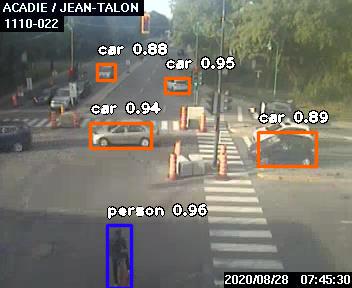 ACADIE / JEAN-TALON
1110-022
car 0.88
car 0.95
car 0.94
car 0.89
person 0.96
2020/08/28 07:45:30